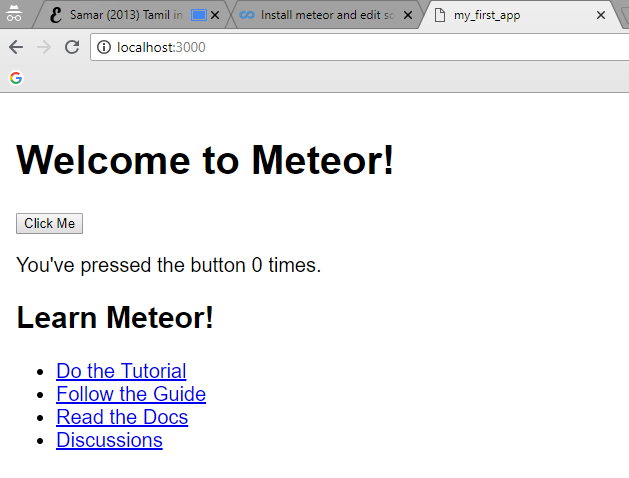 Samar (2013) Tamil in
Install meteor and edit so
my_first_app
localhost:3000
Welcome to Meteor!
Click Me
You've pressed the button 0 times.
Learn Meteor!
Do the Tutorial
Follow the Guide
Read the Docs
Discussions